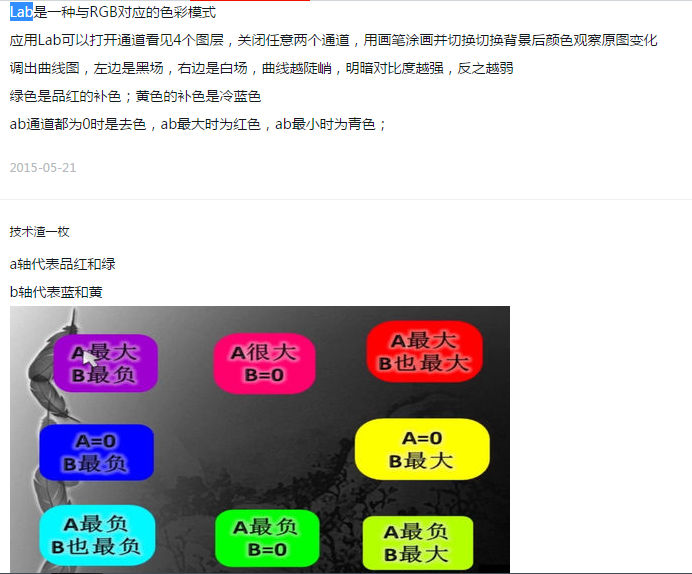 Lab是一种与RGB对应的色彩模式
应用Lab可以打开通道看见4个图层，关闭任意两个通道，用画笔涂画并切换切换背景后颜色观察原图变化
调出曲线图，左边是黑场，右边是白场，曲线越陡峭，明暗对比度越强，反之越弱
绿色是品红的补色；黄色的补色是冷蓝色
ab通道都为0时是去色，ab最大时为红色，ab最小时为青色；
2015-05-21
技术渣一枚
a轴代表品红和绿
b轴代表蓝和黄
A最大
B最负
A很大
B=0
A最大
B也最大
A=0
B最负
A=0
B最大
A最负
B也最负
A最负
B=0
A最负
B最大